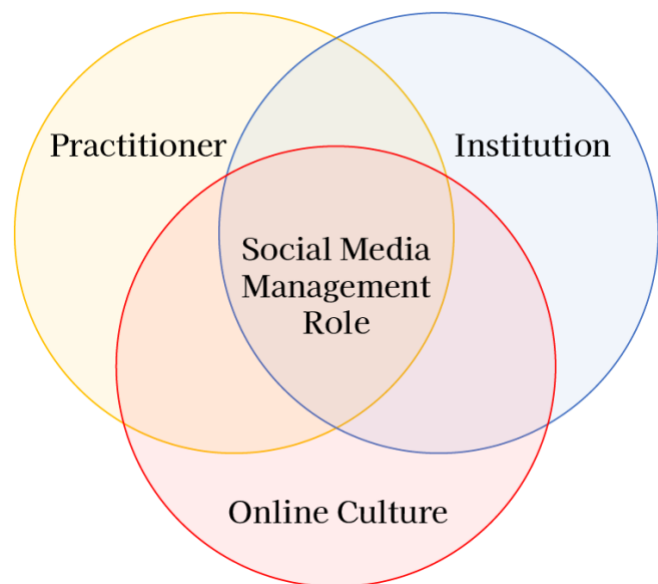 Practitioner
Institution
Social Media
Management
Role
Online Culture